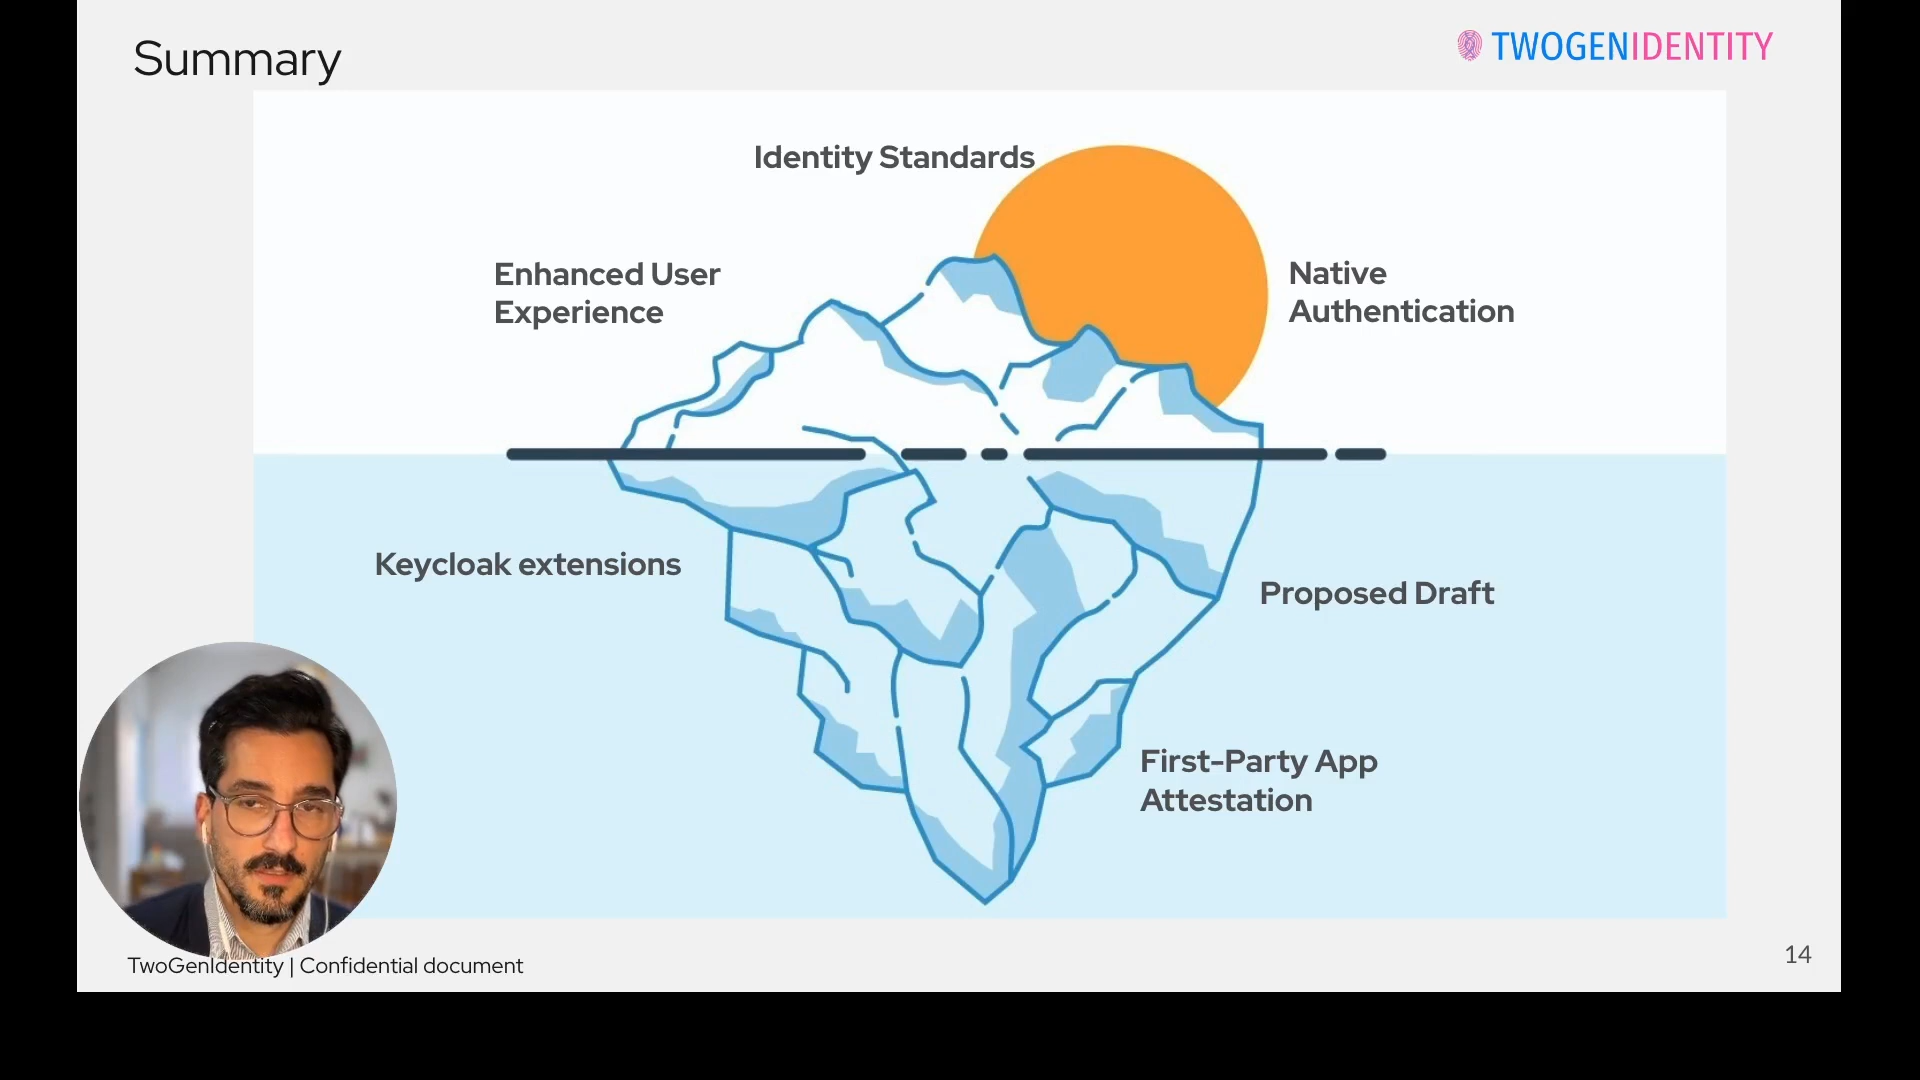 Summary
TWOGENIDENTITY
Identity Standards
Enhanced User
Experience
Native
Authentication
Keycloak extensions
Proposed Draft
First-Party App
Attestation
TwoGenIdentity | Confidential document
14